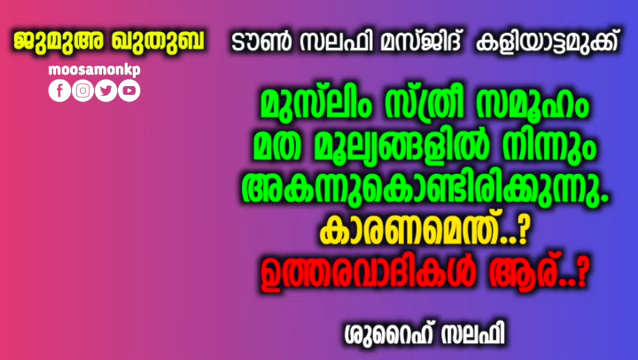 ജുമുഅ ഖുതുബ
ടൗൺ സലഫി മസ്ജിദ് കളിയാട്ടമുക്ക്
moosamonkp
മുസ്‌ലിം സ്ത്രീ സമൂഹം
മത മൂല്യങ്ങളിൽ നിന്നും
അകന്നുകൊണ്ടിരിക്കുന്നു.
കാരണമെന്ത്..?
ഉത്തരവാദികൾ ആര്..?
ശുറൈഹ് സലഫി